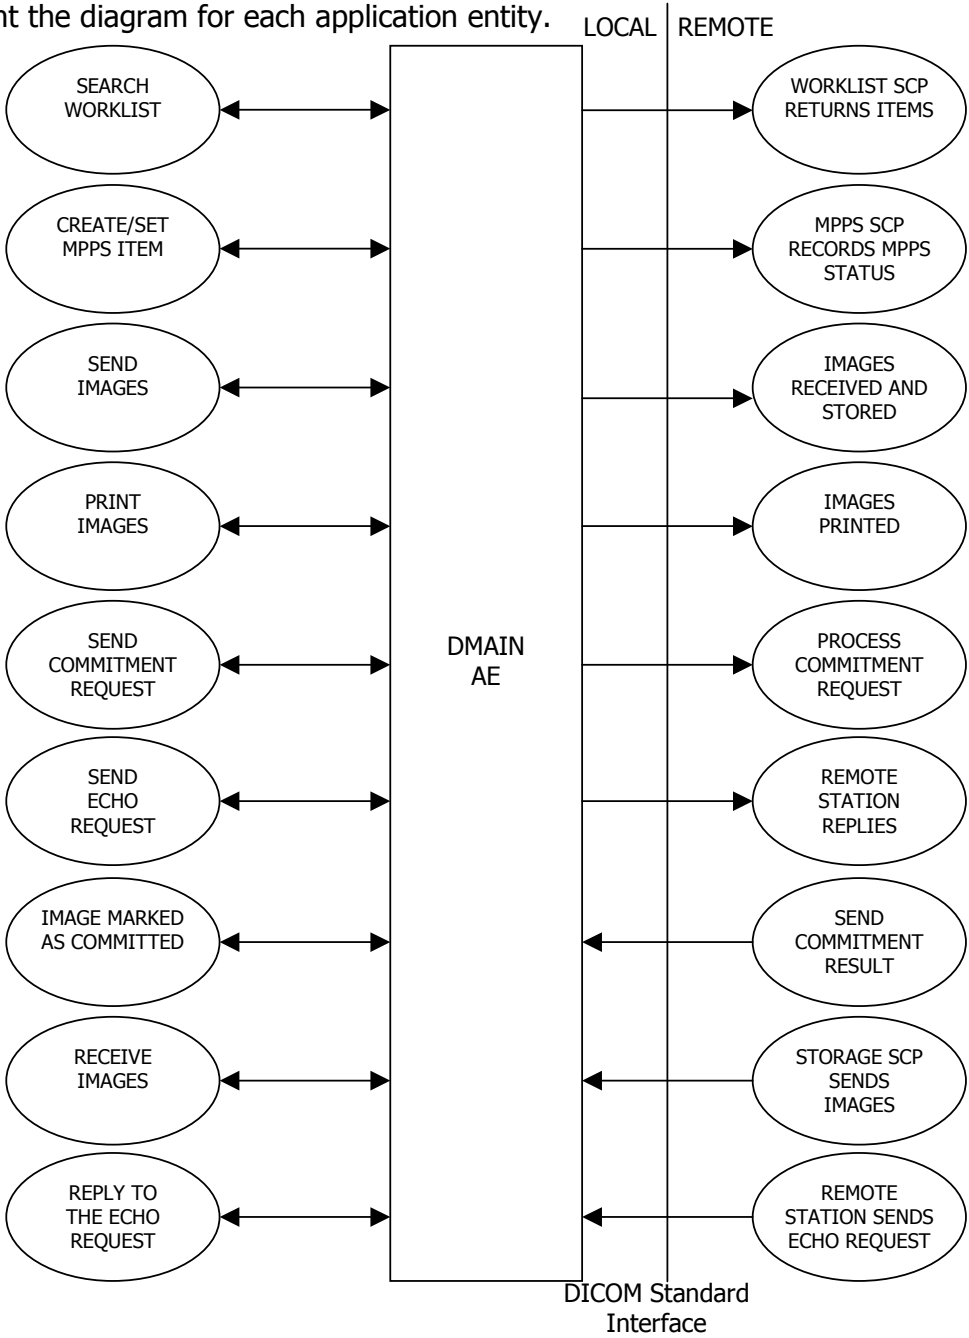 nt the diagram for each application entity.
LOCAL
REMOTE
SEARCH
WORKLIST
WORKLIST SCP
RETURNS ITEMS
CREATE/SET
MPPS ITEM
MPPS SCP
RECORDS MPPS
STATUS
SEND
IMAGES
IMAGES
RECEIVED AND
STORED
PRINT
IMAGES
IMAGES
PRINTED
SEND
COMMITMENT
REQUEST
DMAIN
AE
PROCESS
COMMITMENT
REQUEST
SEND
ECHO
REQUEST
REMOTE
STATION
REPLIES
IMAGE MARKED
AS COMMITTED
SEND
COMMITMENT
RESULT
RECEIVE
IMAGES
STORAGE SCP
SENDS
IMAGES
REPLY TO
THE ECHO
REQUEST
REMOTE
STATION SENDS
ECHO REQUEST
DICOM Standard
Interface